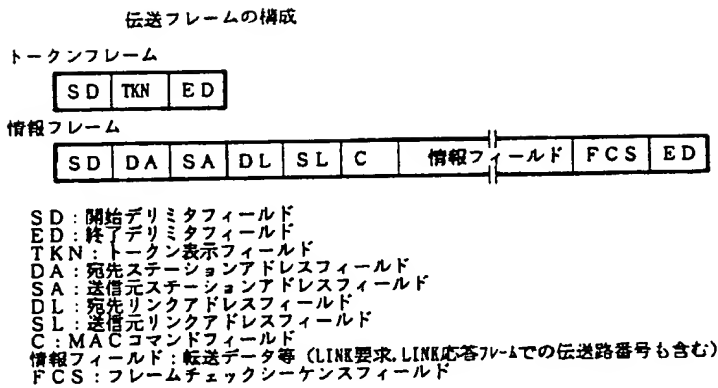 伝送フレームの構成
トークンフレーム
SD TKN ED
情報フレーム
SD DA SA DL SL C 情報フィールド FCS ED
SD:開始デリミタフィールド
ED:終了デリミタフィールド
TKN:トークン表示フィールド
DA:宛先ステーションアドレスフィールド
SA:送信元ステーションアドレスフィールド
DL:宛先リンクアドレスフィールド
SL:送信元リンクアドレスフィールド
C:MACコマンドフィールド
情報フィールド:転送データ等(LINK要求,LINK応答フレームでの伝送路番号も含む)
FCS:フレームチェックシーケンスフィールド